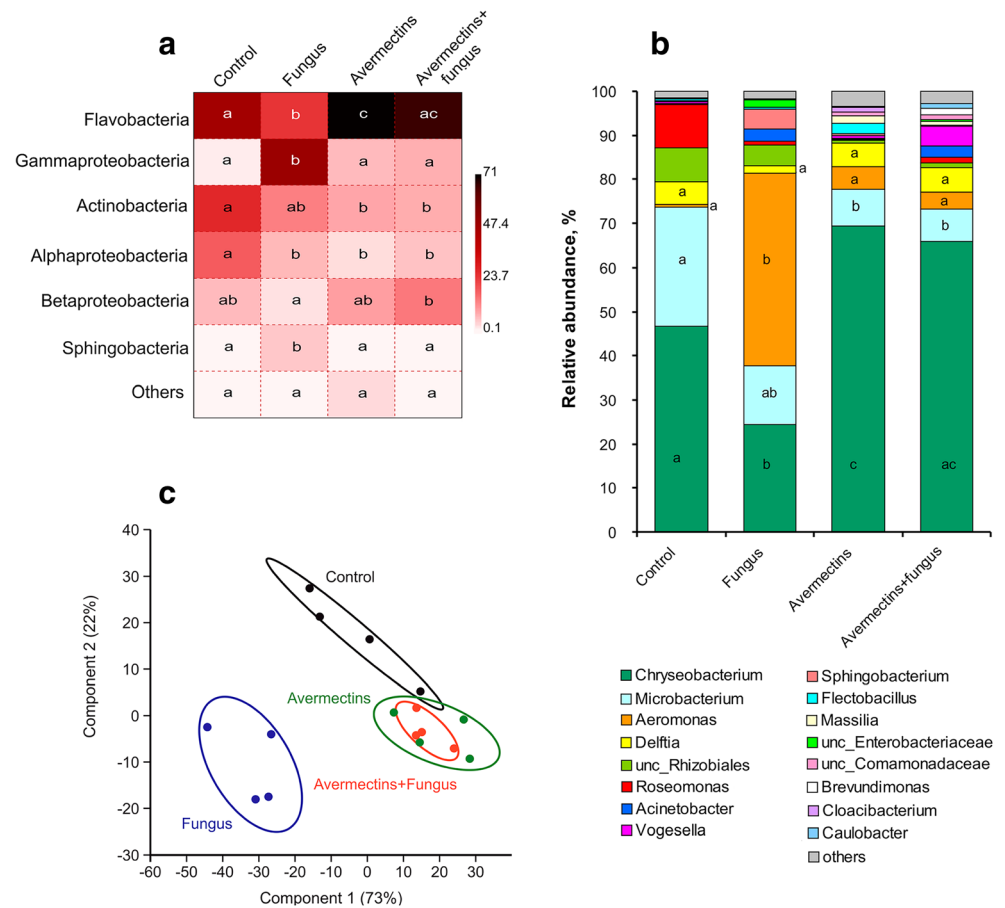 a
Control
Fungus
Avermectins
Avermectins+
fungus
Flavobacteria
a
b
c
ac
Gammaproteobacteria
a
b
a
a
Actinobacteria
a
ab
b
b
Alphaproteobacteria
a
b
b
b
Betaproteobacteria
ab
a
ab
b
Sphingobacteria
a
b
a
a
Others
a
a
a
a
71
47.4
23.7
0.1
b
Relative abundance, %
100
90
80
70
60
50
40
30
20
10
0
a
a
a
a
a
b
ab
b
a
a
b
c
a
a
b
ac
Control
Fungus
Avermectins
Avermectins+fungus
Chryseobacterium
Microbacterium
Aeromonas
Delftia
unc_Rhizobiales
Roseomonas
Acinetobacter
Vogesella
Sphingobacterium
Flectobacillus
Massilia
unc_Enterobacteriaceae
unc_Comamonadaceae
Brevundimonas
Cloacibacterium
Caulobacter
others
c
Component 2 (22%)
40
30
20
10
0
-10
-20
-30
Control
Avermectins
Avermectins+Fungus
Fungus
-60 -50 -40 -30 -20 -10 0 10 20 30
Component 1 (73%)